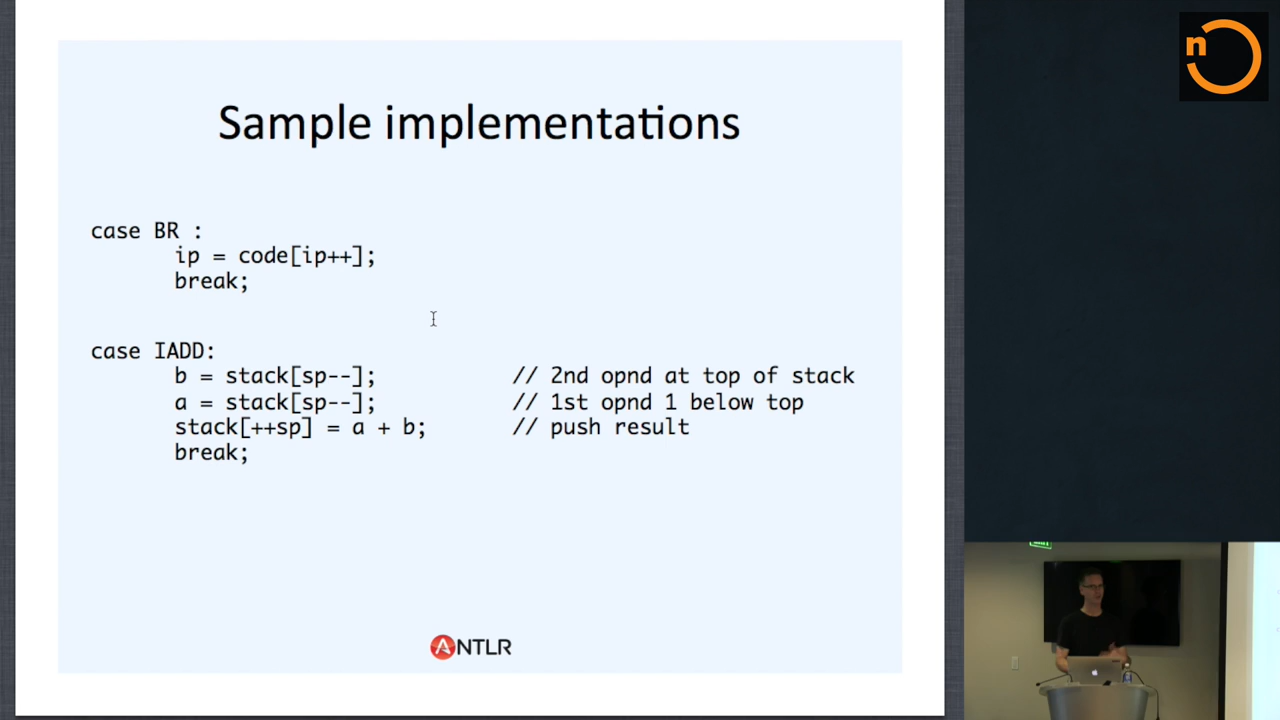 Sample implementations
case BR :
ip = code[ip++];
break;
case IADD:
b = stack[sp--]; // 2nd opnd at top of stack
a = stack[sp--]; // 1st opnd 1 below top
stack[++sp] = a + b; // push result
break;
ANTLR
n